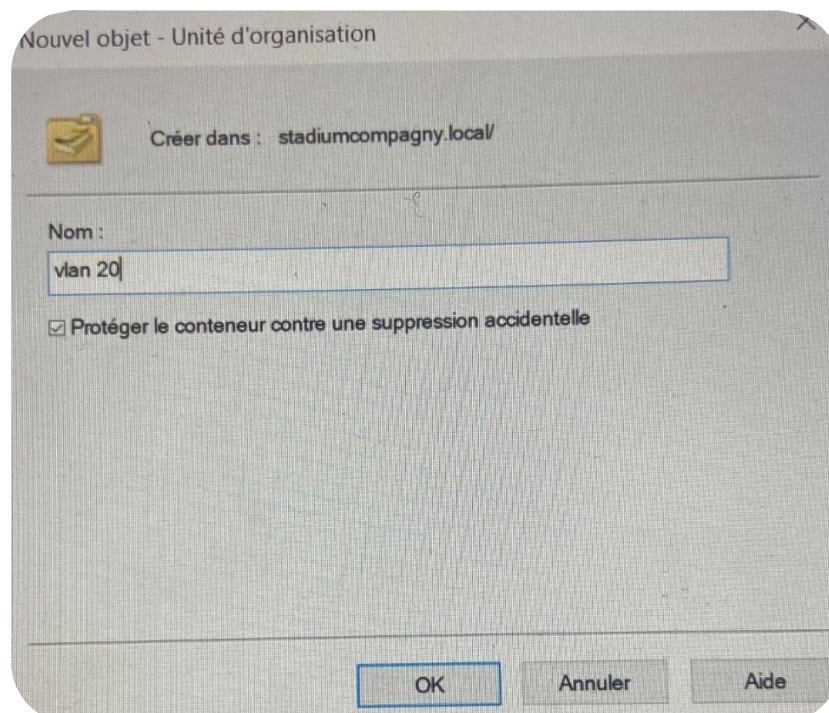 Nouvel objet - Unité d'organisation
Créer dans : stadiumcompagny.local/
Nom :
vlan 20
Protéger le conteneur contre une suppression accidentelle
OK Annuler Aide